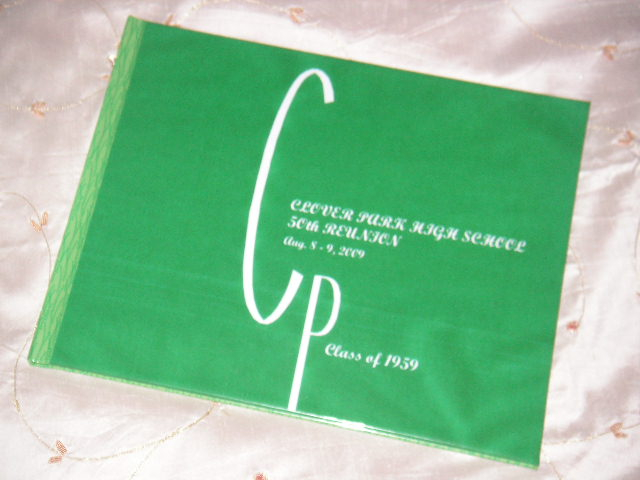 Cp
CLOVER PARK HIGH SCHOOL
50th REUNION
Aug. 8 - 9, 2009
Class of 1959